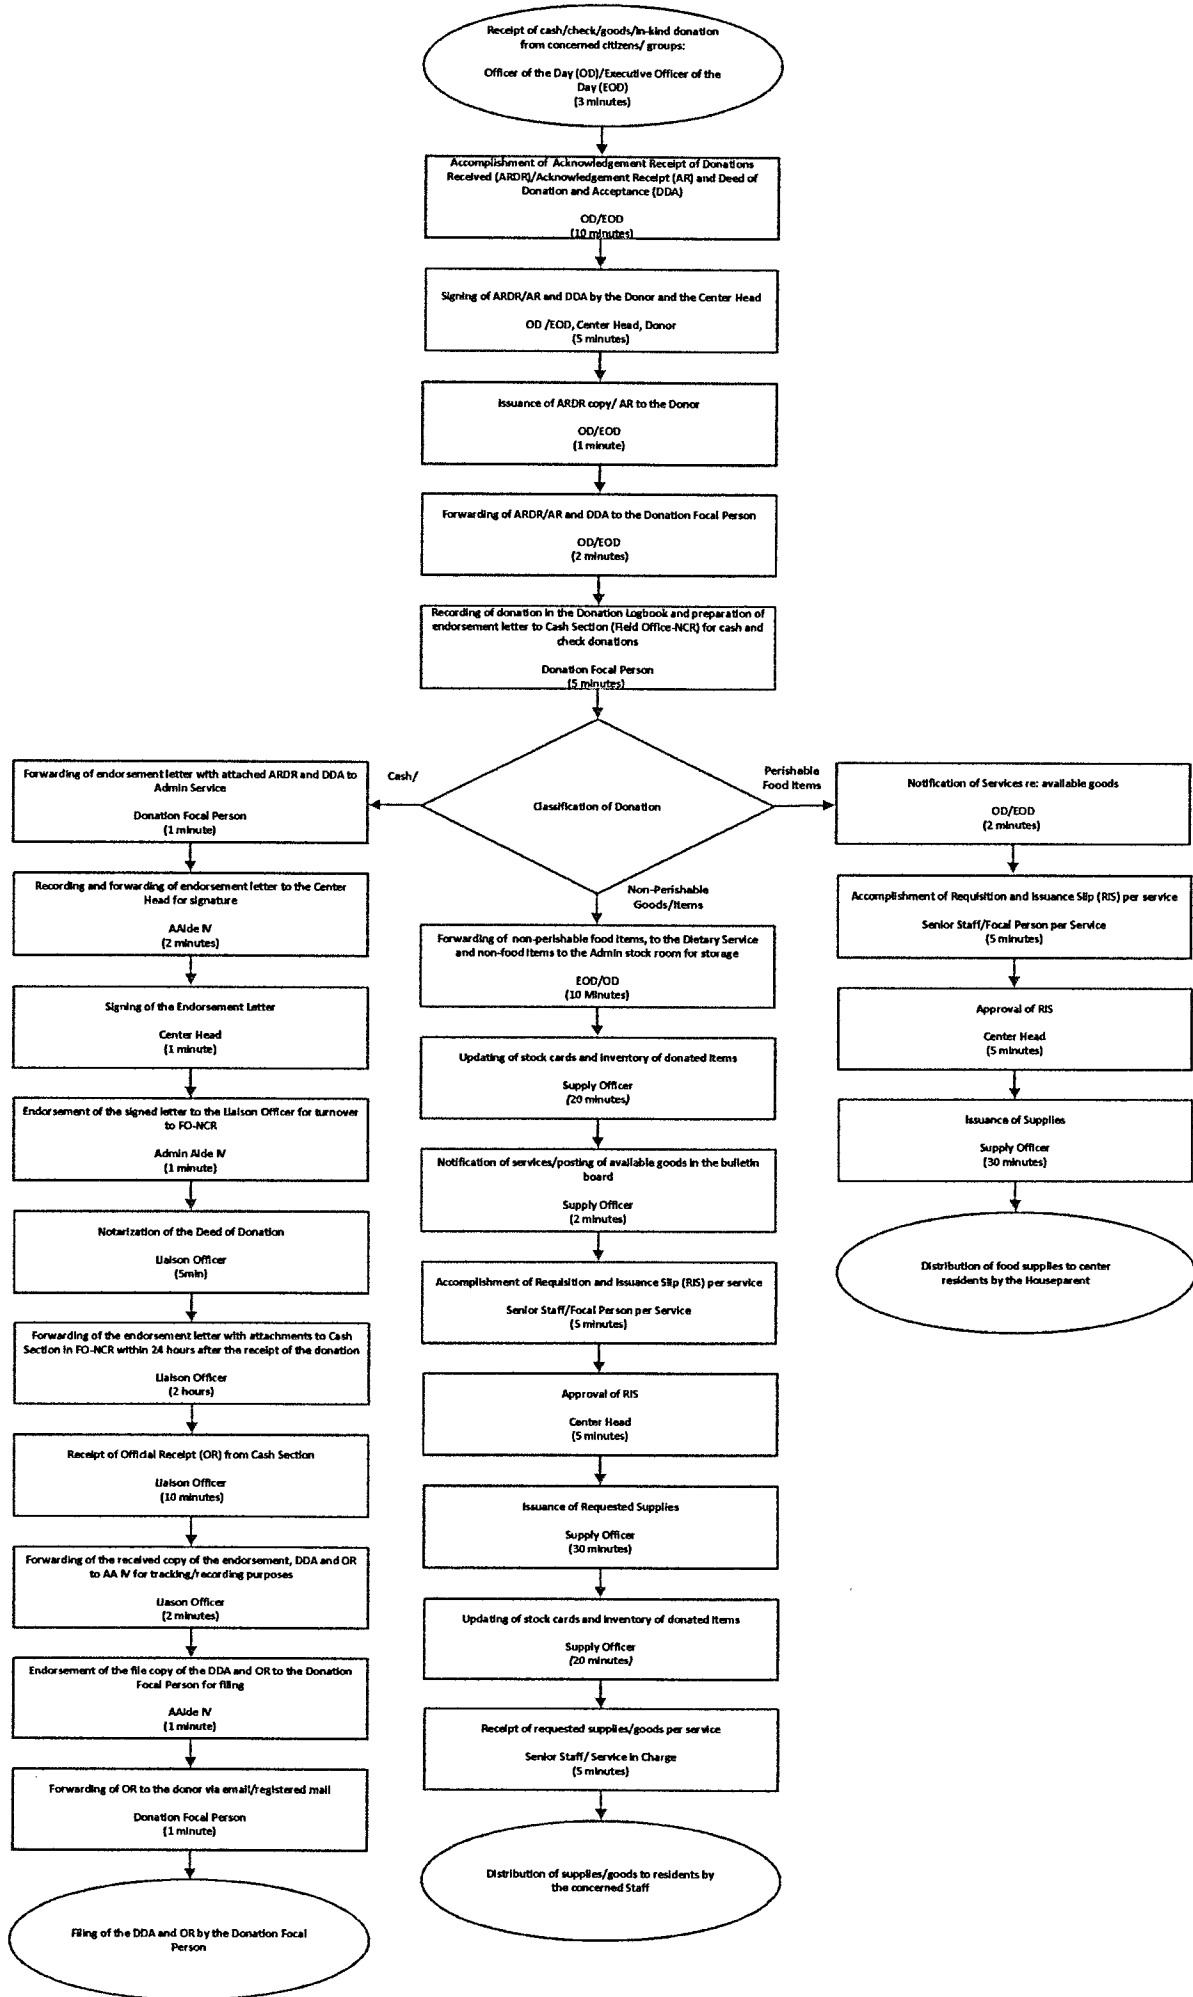 Receipt of cash/check/goods/in-kind donation
from concerned citizens/ groups:
Officer of the Day (OD)/Executive Officer of the
Day (EOD)
(3 minutes)
Accomplishment of Acknowledgement Receipt of Donations
Received (ARDR)/Acknowledgement Receipt (AR) and Deed of
Donation and Acceptance (DDA)
OD/EOD
(10 minutes)
Signing of ARDR/AR and DDA by the Donor and the Center Head
OD /EOD, Center Head, Donor
(5 minutes)
Issuance of ARDR copy/ AR to the Donor
OD/EOD
(1 minute)
Forwarding of ARDR/AR and DDA to the Donation Focal Person
OD/EOD
(2 minutes)
Recording of donation in the Donation Logbook and preparation of
endorsement letter to Cash Section (Field Office-NCR) for cash and
check donations
Donation Focal Person
(5 minutes)
Classification of Donation
Cash/
Forwarding of endorsement letter with attached ARDR and DDA to
Admin Service
Donation Focal Person
(1 minute)
Recording and forwarding of endorsement letter to the Center
Head for signature
AAide IV
(2 minutes)
Signing of the Endorsement Letter
Center Head
(1 minute)
Endorsement of the signed letter to the Liaison Officer for turnover
to FO-NCR
Admin Aide IV
(1 minute)
Notarization of the Deed of Donation
Liaison Officer
(5min)
Forwarding of the endorsement letter with attachments to Cash
Section in FO-NCR within 24 hours after the receipt of the donation
Liaison Officer
(2 hours)
Receipt of Official Receipt (OR) from Cash Section
Liaison Officer
(10 minutes)
Forwarding of the received copy of the endorsement, DDA and OR
to AA IV for tracking/recording purposes
Liason Officer
(2 minutes)
Endorsement of the file copy of the DDA and OR to the Donation
Focal Person for filing
AAide IV
(1 minute)
Forwarding of OR to the donor via email/registered mail
Donation Focal Person
(1 minute)
Filing of the DDA and OR by the Donation Focal
Person
Non-Perishable
Goods/Items
Forwarding of non-perishable food items, to the Dietary Service
and non-food items to the Admin stock room for storage
EOD/OD
(10 Minutes)
Updating of stock cards and inventory of donated items
Supply Officer
(20 minutes)
Notification of services/posting of available goods in the bulletin
board
Supply Officer
(2 minutes)
Accomplishment of Requisition and Issuance Slip (RIS) per service
Senior Staff/Focal Person per Service
(5 minutes)
Approval of RIS
Center Head
(5 minutes)
Issuance of Requested Supplies
Supply Officer
(30 minutes)
Updating of stock cards and inventory of donated items
Supply Officer
(20 minutes)
Receipt of requested supplies/goods per service
Senior Staff/ Service in Charge
(5 minutes)
Distribution of supplies/goods to residents by
the concerned Staff
Perishable
Food Items
Notification of Services re: available goods
OD/EOD
(2 minutes)
Accomplishment of Requisition and Issuance Slip (RIS) per service
Senior Staff/Focal Person per Service
(5 minutes)
Approval of RIS
Center Head
(5 minutes)
Issuance of Supplies
Supply Officer
(30 minutes)
Distribution of food supplies to center
residents by the Houseparent